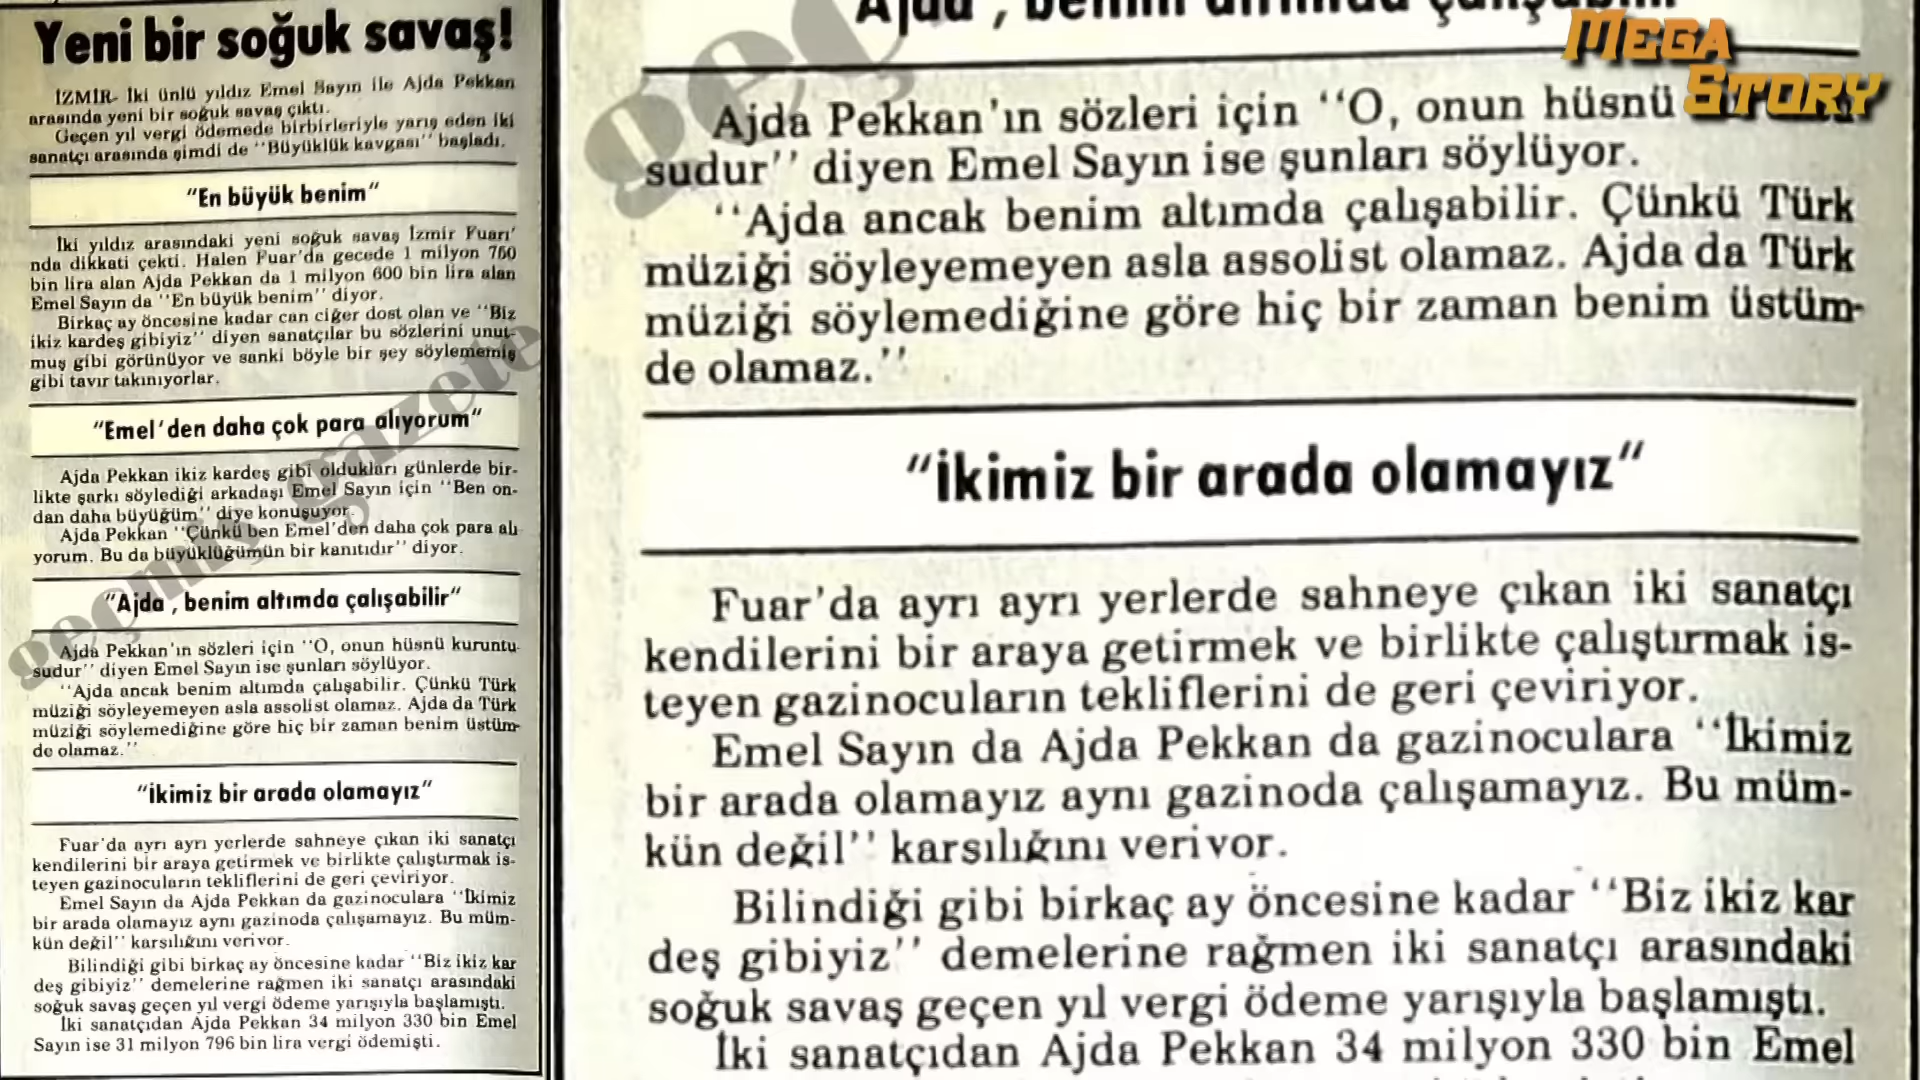 Yeni bir soğuk savaş!
İZMİR- İki ünlü yıldız Emel Sayın ile Ajda Pekkan
arasında yeni bir soğuk savaş çıktı.
Geçen yıl vergi ödemede birbirleriyle yarış eden iki
sanatçı arasında şimdi de ''Büyüklük kavgası'' başladı.
"En büyük benim"
İki yıldız arasındaki yeni soğuk savaş İzmir Fuarı'
nda dikkati çekti. Halen Fuar'da gecede 1 milyon 750
bin lira alan Ajda Pekkan da 1 milyon 600 bin lira alan
Emel Sayın da ''En büyük benim'' diyor.
Birkaç ay öncesine kadar can ciğer dost olan ve ''Biz
ikiz kardeş gibiyiz'' diyen sanatçılar bu sözlerini unut-
muş gibi görünüyor ve sanki böyle bir şey söylememiş
gibi tavır takınıyorlar.
"Emel'den daha çok para alıyorum"
Ajda Pekkan ikiz kardeş gibi oldukları günlerde bir-
likte şarkı söylediği arkadaşı Emel Sayın için ''Ben on-
dan daha büyüğüm'' diye konuşuyor.
Ajda Pekkan ''Çünkü ben Emel'den daha çok para alı
yorum. Bu da büyüklüğümün bir kanıtıdır'' diyor.
"Ajda , benim altımda çalışabilir"
Ajda Pekkan'ın sözleri için ''O, onun hüsnü kuruntu-
sudur'' diyen Emel Sayın ise şunları söylüyor.
''Ajda ancak benim altımda çalışabilir. Çünkü Türk
müziği söyleyemeyen asla assolist olamaz. Ajda da Türk
müziği söylemediğine göre hiç bir zaman benim üstüm-
de olamaz.''
"İkimiz bir arada olamayız"
Fuar'da ayrı ayrı yerlerde sahneye çıkan iki sanatçı
kendilerini bir araya getirmek ve birlikte çalıştırmak is-
teyen gazinocuların tekliflerini de geri çeviriyor.
Emel Sayın da Ajda Pekkan da gazinoculara ''İkimiz
bir arada olamayız aynı gazinoda çalışamayız. Bu müm-
kün değil'' karşılığını veriyor.
Bilindiği gibi birkaç ay öncesine kadar ''Biz ikiz kar
deş gibiyiz'' demelerine rağmen iki sanatçı arasındaki
soğuk savaş geçen yıl vergi ödeme yarışıyla başlamıştı.
İki sanatçıdan Ajda Pekkan 34 milyon 330 bin Emel
Sayın ise 31 milyon 796 bin lira vergi ödemişti.
geçmiş gazete
Ajda , benim altımda çalışabilir
MEGA
STORY
Ajda Pekkan'ın sözleri için ''O, onun hüsnü
sudur'' diyen Emel Sayın ise şunları söylüyor.
''Ajda ancak benim altımda çalışabilir. Çünkü Türk
müziği söyleyemeyen asla assolist olamaz. Ajda da Türk
müziği söylemediğine göre hiç bir zaman benim üstüm-
de olamaz.''
"İkimiz bir arada olamayız"
Fuar'da ayrı ayrı yerlerde sahneye çıkan iki sanatçı
kendilerini bir araya getirmek ve birlikte çalıştırmak is-
teyen gazinocuların tekliflerini de geri çeviriyor.
Emel Sayın da Ajda Pekkan da gazinoculara ''İkimiz
bir arada olamayız aynı gazinoda çalışamayız. Bu müm-
kün değil'' karşılığını veriyor.
Bilindiği gibi birkaç ay öncesine kadar ''Biz ikiz kar
deş gibiyiz'' demelerine rağmen iki sanatçı arasındaki
soğuk savaş geçen yıl vergi ödeme yarışıyla başlamıştı.
İki sanatçıdan Ajda Pekkan 34 milyon 330 bin Emel